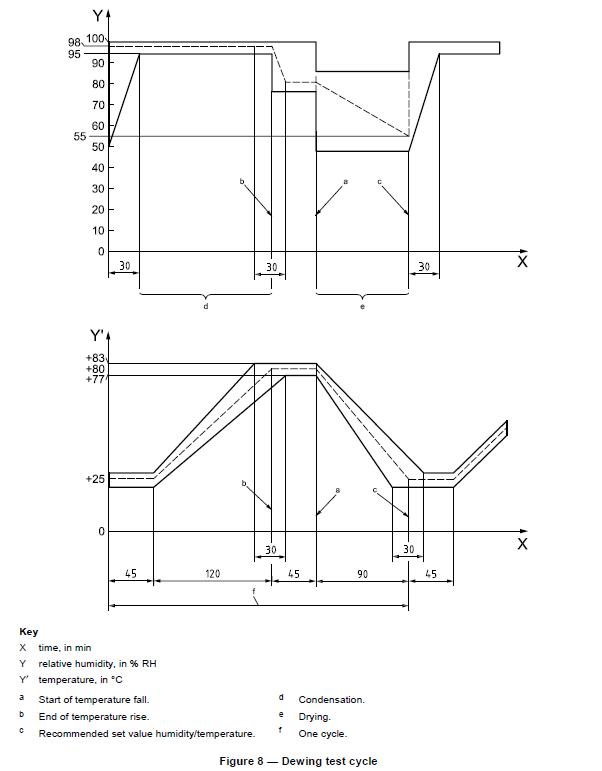 Y
100
98
95
90
80
70
60
55
50
40
30
20
10
0
b
a
c
X
30
30
30
d
e
Y'
+83
+80
+77
+25
b
a
c
0
X
30
30
45
120
45
90
45
f
Key
X time, in min
Y relative humidity, in % RH
Y' temperature, in °C
a Start of temperature fall.
d Condensation.
b End of temperature rise.
e Drying.
c Recommended set value humidity/temperature.
f One cycle.
Figure 8 — Dewing test cycle